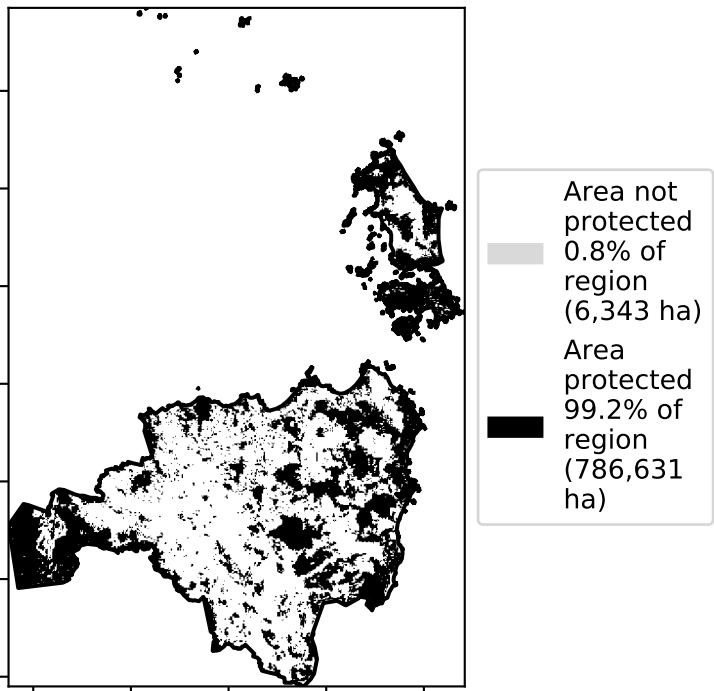 Area not
protected
0.8% of
region
(6,343 ha)
Area
protected
99.2% of
region
(786,631
ha)